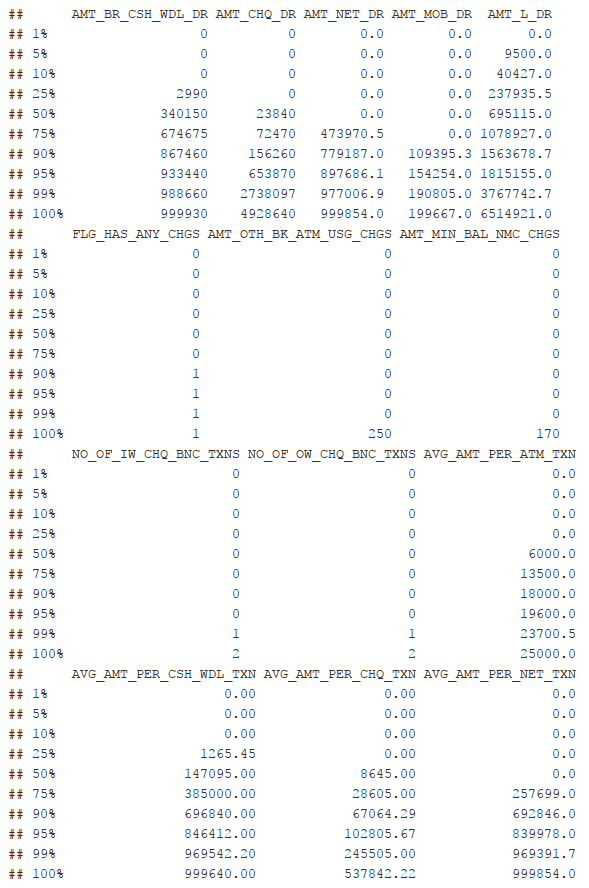 ##      AMT_BR_CSH_WDL_DR AMT_CHQ_DR AMT_NET_DR AMT_MOB_DR  AMT_L_DR
## 1%                   0          0        0.0        0.0       0.0
## 5%                   0          0        0.0        0.0    9500.0
## 10%                  0          0        0.0        0.0   40427.0
## 25%               2990          0        0.0        0.0  237935.5
## 50%             340150      23840        0.0        0.0  695115.0
## 75%             674675      72470   473970.5        0.0 1078927.0
## 90%             867460     156260   779187.0   109395.3 1563678.7
## 95%             933440     653870   897686.1   154254.0 1815155.0
## 99%             988660    2738097   977006.9   190805.0 3767742.7
## 100%            999930    4928640   999854.0   199667.0 6514921.0
##      FLG_HAS_ANY_CHGS AMT_OTH_BK_ATM_USG_CHGS AMT_MIN_BAL_NMC_CHGS
## 1%                  0                       0                    0
## 5%                  0                       0                    0
## 10%                 0                       0                    0
## 25%                 0                       0                    0
## 50%                 0                       0                    0
## 75%                 0                       0                    0
## 90%                 1                       0                    0
## 95%                 1                       0                    0
## 99%                 1                       0                    0
## 100%                1                     250                  170
##      NO_OF_IW_CHQ_BNC_TXNS NO_OF_OW_CHQ_BNC_TXNS AVG_AMT_PER_ATM_TXN
## 1%                       0                     0                 0.0
## 5%                       0                     0                 0.0
## 10%                      0                     0                 0.0
## 25%                      0                     0                 0.0
## 50%                      0                     0              6000.0
## 75%                      0                     0             13500.0
## 90%                      0                     0             18000.0
## 95%                      0                     0             19600.0
## 99%                      1                     1             23700.5
## 100%                     2                     2             25000.0
##      AVG_AMT_PER_CSH_WDL_TXN AVG_AMT_PER_CHQ_TXN AVG_AMT_PER_NET_TXN
## 1%                      0.00                0.00                 0.0
## 5%                      0.00                0.00                 0.0
## 10%                     0.00                0.00                 0.0
## 25%                  1265.45                0.00                 0.0
## 50%                147095.00             8645.00                 0.0
## 75%                385000.00            28605.00            257699.0
## 90%                696840.00            67064.29            692846.0
## 95%                846412.00           102805.67            839978.0
## 99%                969542.20           245505.00            969391.7
## 100%               999640.00           537842.22            999854.0